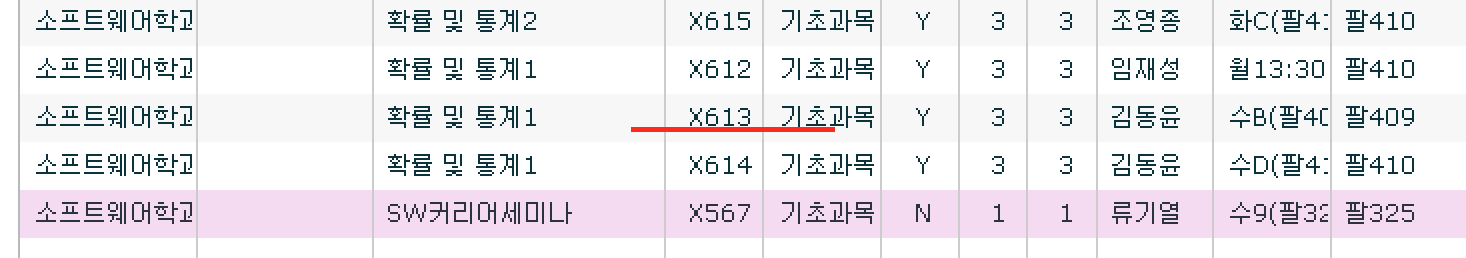 소프트웨어학과 확률 및 통계2 X615 기초과목 Y 3 3 조영종 화C(팔41 팔410
소프트웨어학과 확률 및 통계1 X612 기초과목 Y 3 3 임재성 월13:30 팔410
소프트웨어학과 확률 및 통계1 X613 기초과목 Y 3 3 김동윤 수B(팔40 팔409
소프트웨어학과 확률 및 통계1 X614 기초과목 Y 3 3 김동윤 수D(팔41 팔410
소프트웨어학과 SW커리어세미나 X567 기초과목 N 1 1 류기열 수9(팔32 팔325